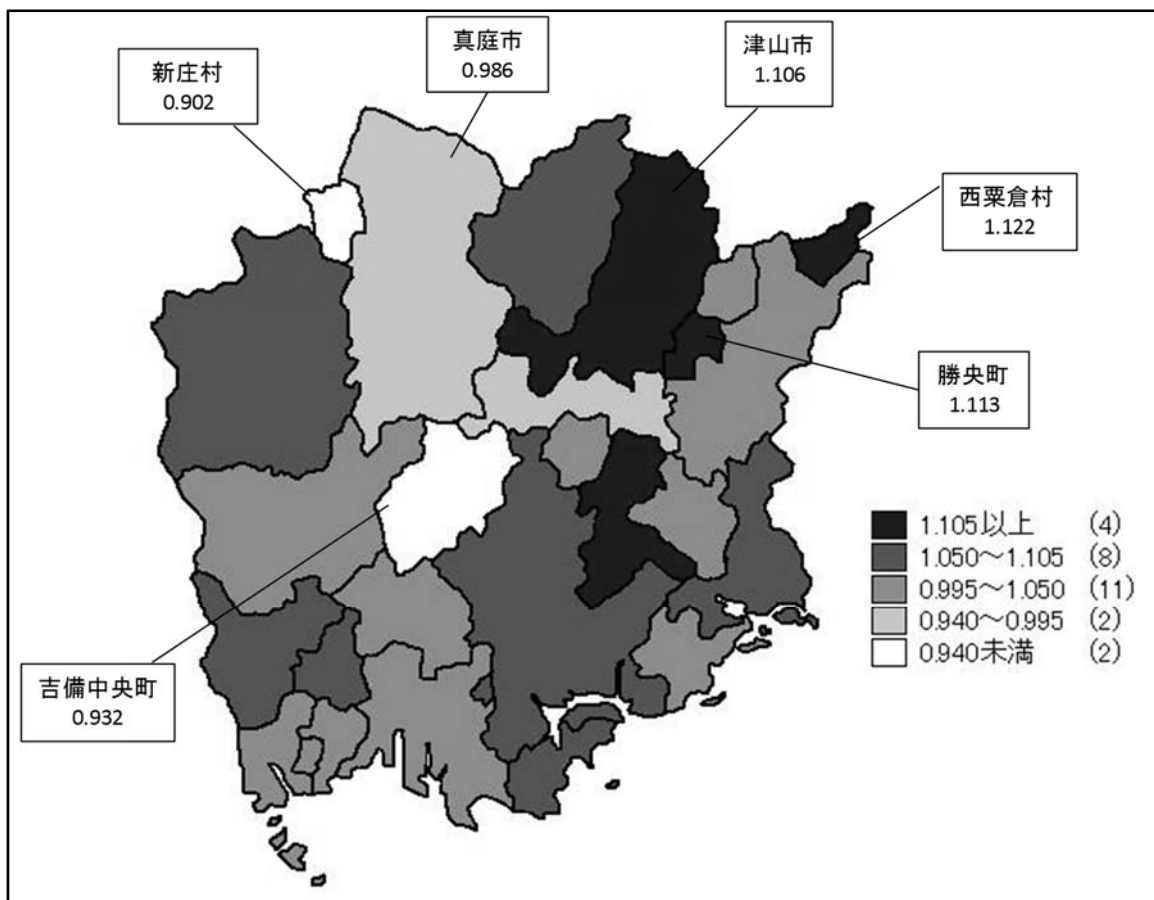 真庭市
0.986
津山市
1.106
新庄村
0.902
西粟倉村
1.122
勝央町
1.113
吉備中央町
0.932
1.105以上 (4)
1.050～1.105 (8)
0.995～1.050 (11)
0.940～0.995 (2)
0.940未満 (2)